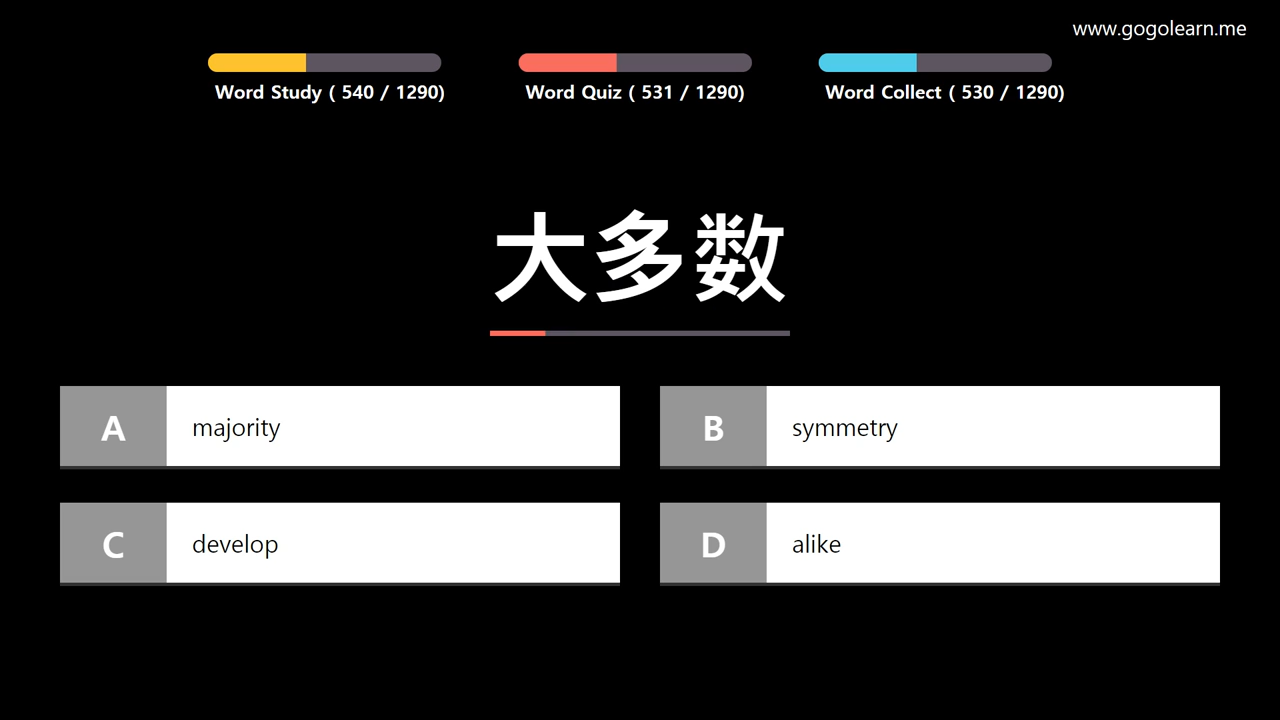 www.gogolearn.me
Word Study ( 540 / 1290)
Word Quiz ( 531 / 1290)
Word Collect ( 530 / 1290)
大多数
A majority
B symmetry
C develop
D alike